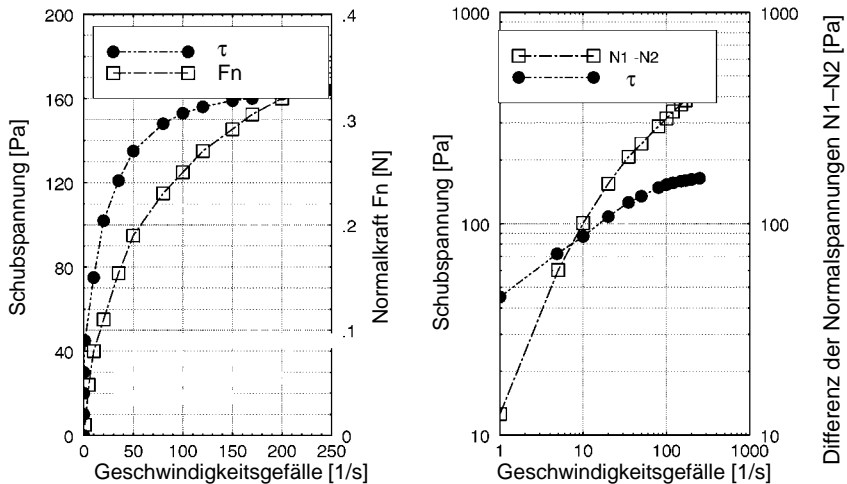 200
160
120
80
40
0
Schubspannung [Pa]
τ
Fn
.4
.3
.2
.1
.0
Normalkraft Fn [N]
0
50
100
150
200
250
Geschwindigkeitsgefälle [1/s]
1000
100
10
Schubspannung [Pa]
N1 -N2
τ
1000
100
10
Differenz der Normalspannungen N1–N2 [Pa]
1
10
100
1000
Geschwindigkeitsgefälle [1/s]